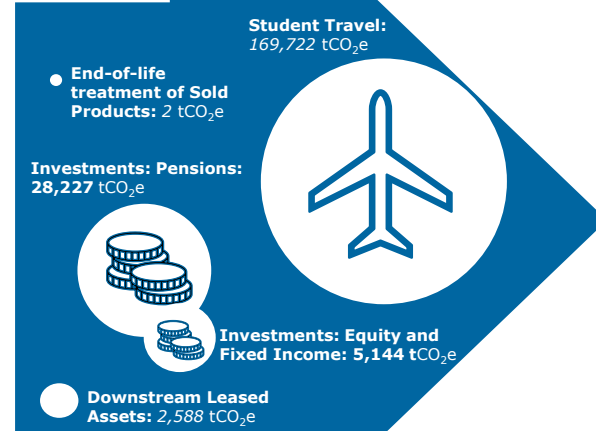 Student Travel:
169,722 tCO₂e
End-of-life
treatment of Sold
Products: 2 tCO₂e
Investments: Pensions:
28,227 tCO₂e
Investments: Equity and
Fixed Income: 5,144 tCO₂e
Downstream Leased
Assets: 2,588 tCO₂e